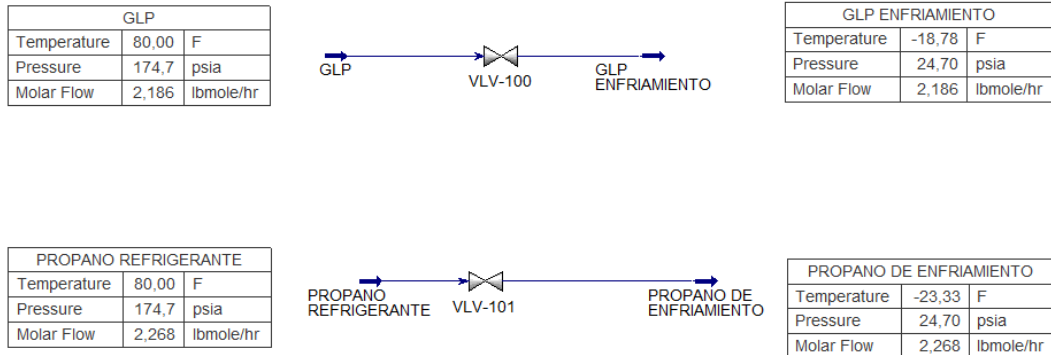 GLP
Temperature 80,00 F
Pressure 174,7 psia
Molar Flow 2,186 lbmole/hr
GLP
VLV-100
GLP
ENFRIAMIENTO
GLP ENFRIAMIENTO
Temperature -18,78 F
Pressure 24,70 psia
Molar Flow 2,186 lbmole/hr
PROPANO REFRIGERANTE
Temperature 80,00 F
Pressure 174,7 psia
Molar Flow 2,268 lbmole/hr
PROPANO
REFRIGERANTE
VLV-101
PROPANO DE
ENFRIAMIENTO
PROPANO DE ENFRIAMIENTO
Temperature -23,33 F
Pressure 24,70 psia
Molar Flow 2,268 lbmole/hr